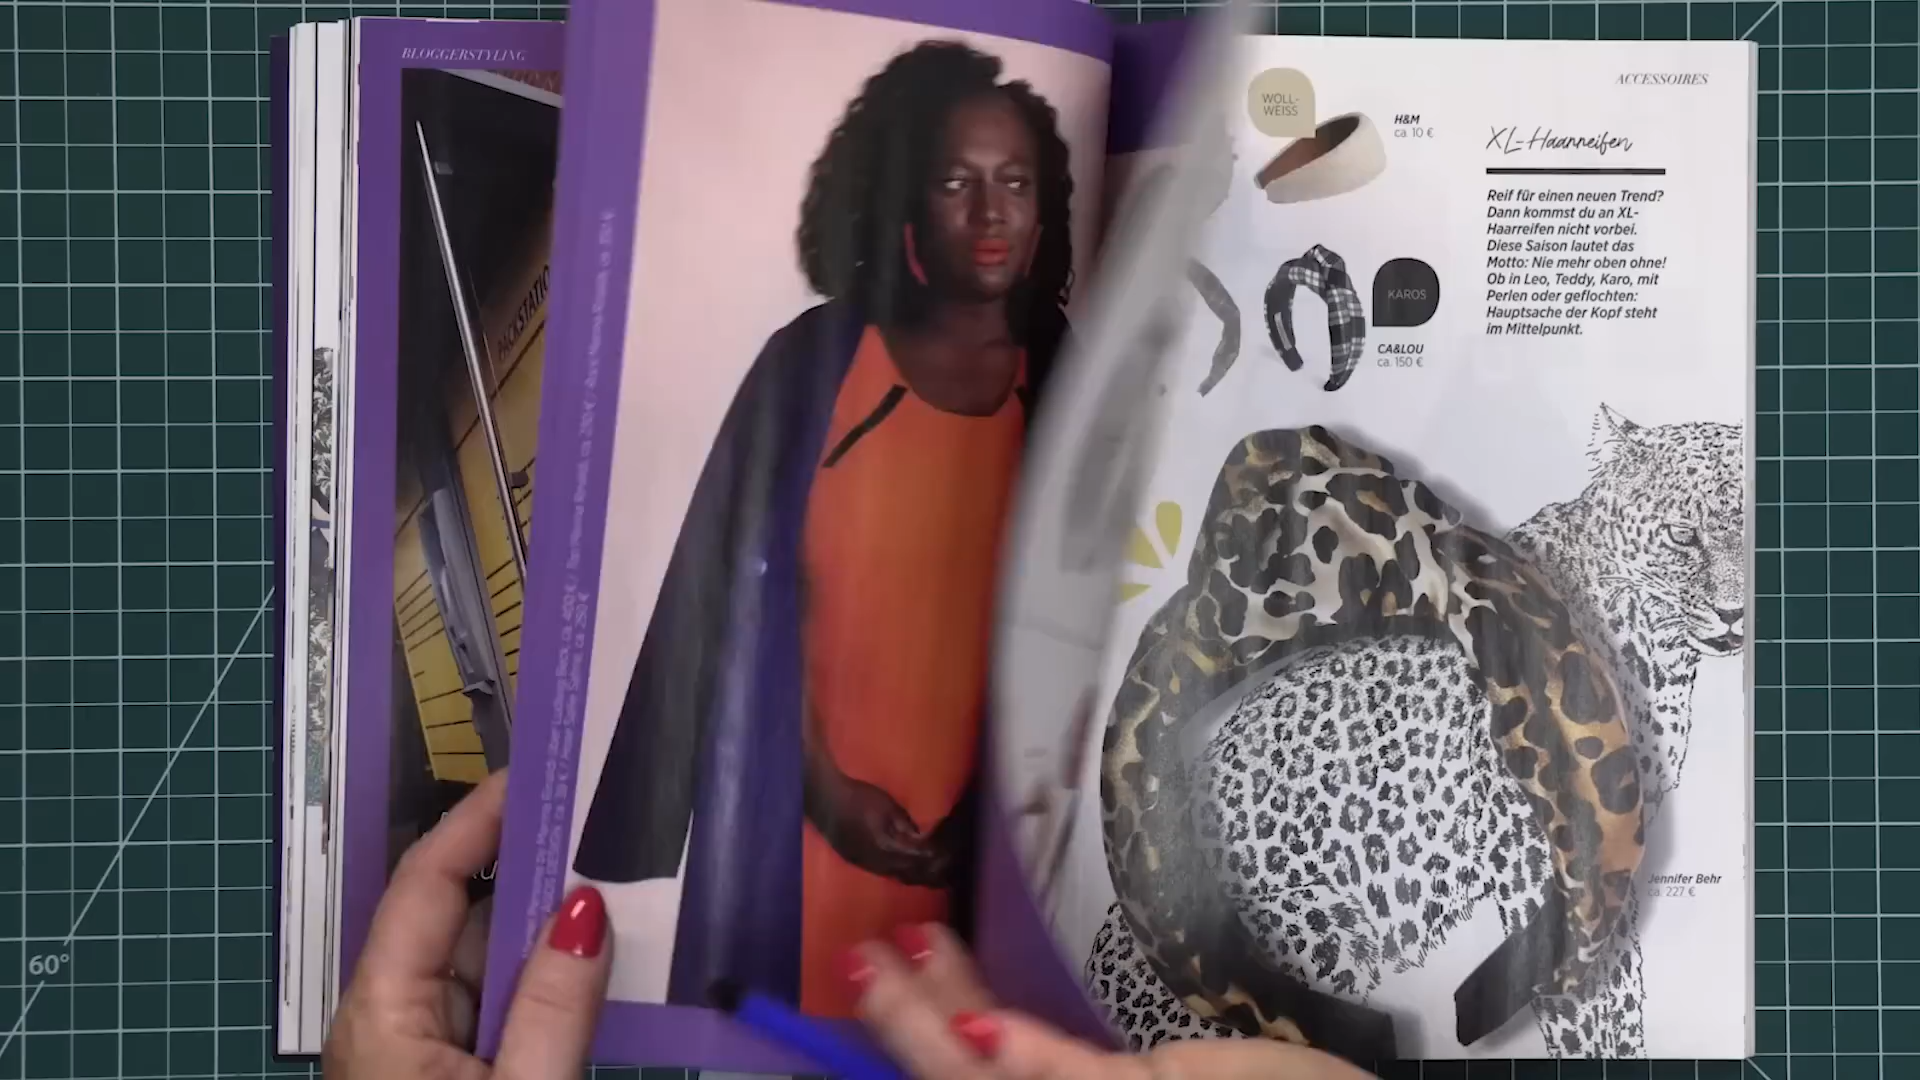 BLOGGERSTYLING
PACKSTATIO
ACCESSOIRES
WOLL-
WEISS
H&M
ca. 10 €
XL-Haarreifen
Reif für einen neuen Trend?
Dann kommst du an XL-
Haarreifen nicht vorbei.
Diese Saison lautet das
Motto: Nie mehr oben ohne!
Ob in Leo, Teddy, Karo, mit
Perlen oder geflochten:
Hauptsache der Kopf steht
im Mittelpunkt.
KAROS
CA&LOU
ca. 150 €
Jennifer Behr
ca. 227 €
60°